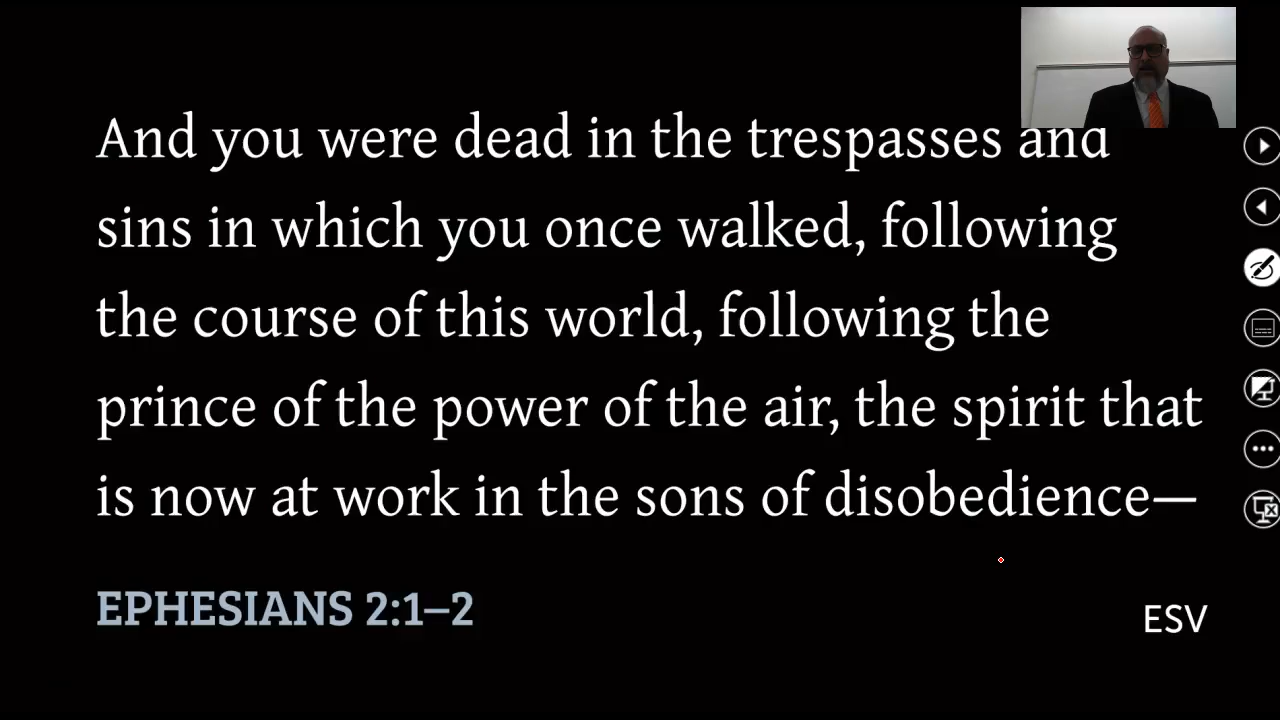 And you were dead in the trespasses and
sins in which you once walked, following
the course of this world, following the
prince of the power of the air, the spirit that
is now at work in the sons of disobedience—
EPHESIANS 2:1–2
ESV